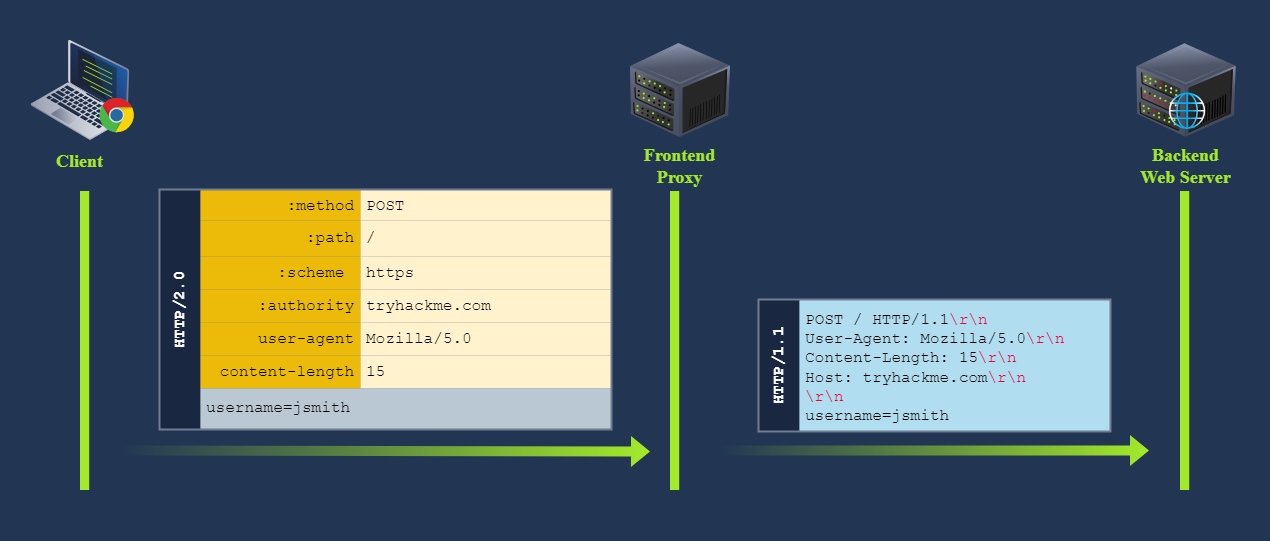 Client
Frontend
Proxy
Backend
Web Server
HTTP/2.0
:method POST
:path /
:scheme https
:authority tryhackme.com
user-agent Mozilla/5.0
content-length 15
username=jsmith
HTTP/1.1
POST / HTTP/1.1\r\n
User-Agent: Mozilla/5.0\r\n
Content-Length: 15\r\n
Host: tryhackme.com\r\n
\r\n
username=jsmith